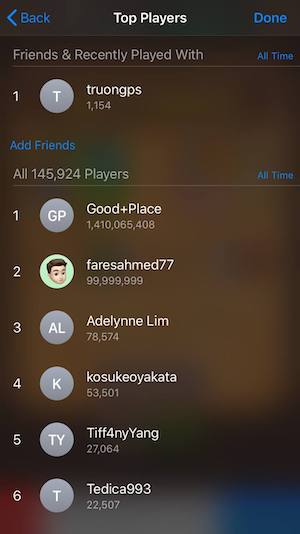 Back Top Players Done
Friends & Recently Played With All Time
1 T truongps
1,154
Add Friends
All 145,924 Players All Time
1 GP Good+Place
1,410,065,408
2 faresahmed77
99,999,999
3 AL Adelynne Lim
78,574
4 K kosukeoyakata
53,501
5 TY Tiff4nyYang
27,064
6 T Tedica993
22,507